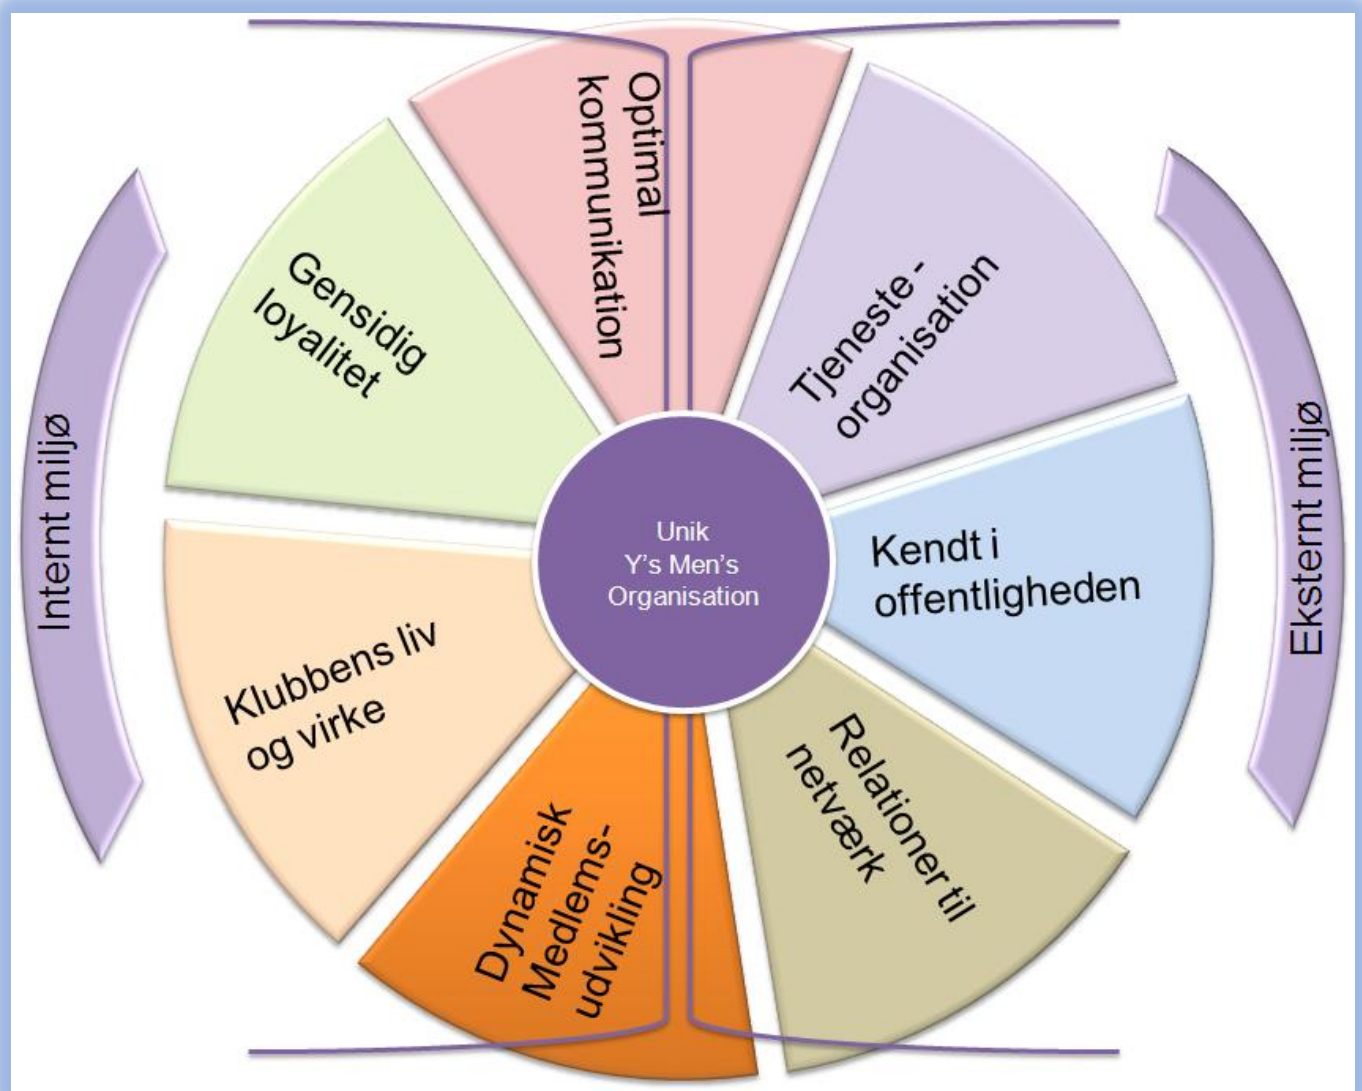 Optimal
kommunikation
Tjeneste -
organisation
Kendt i
offentligheden
Relationer til
netværk
Dynamisk
Medlems-
udvikling
Klubbens liv
og virke
Gensidig
loyalitet
Unik
Y's Men's
Organisation
Internt miljø
Eksternt miljø